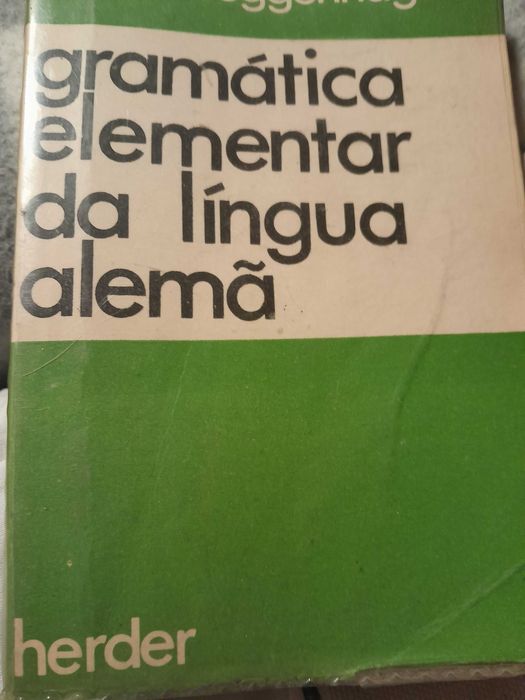 gramática
elementar
da língua
alemã
herder